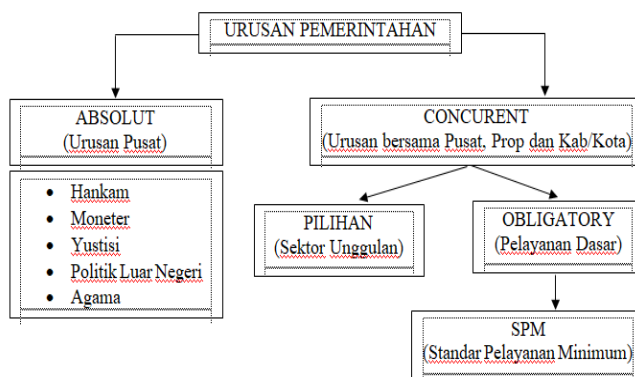 URUSAN PEMERINTAHAN
ABSOLUT
(Urusan Pusat)
• Hankam
• Moneter
• Yustisi
• Politik Luar Negeri
• Agama
CONCURENT
(Urusan bersama Pusat, Prop dan Kab/Kota)
PILIHAN
(Sektor Unggulan)
OBLIGATORY
(Pelayanan Dasar)
SPM
(Standar Pelayanan Minimum)